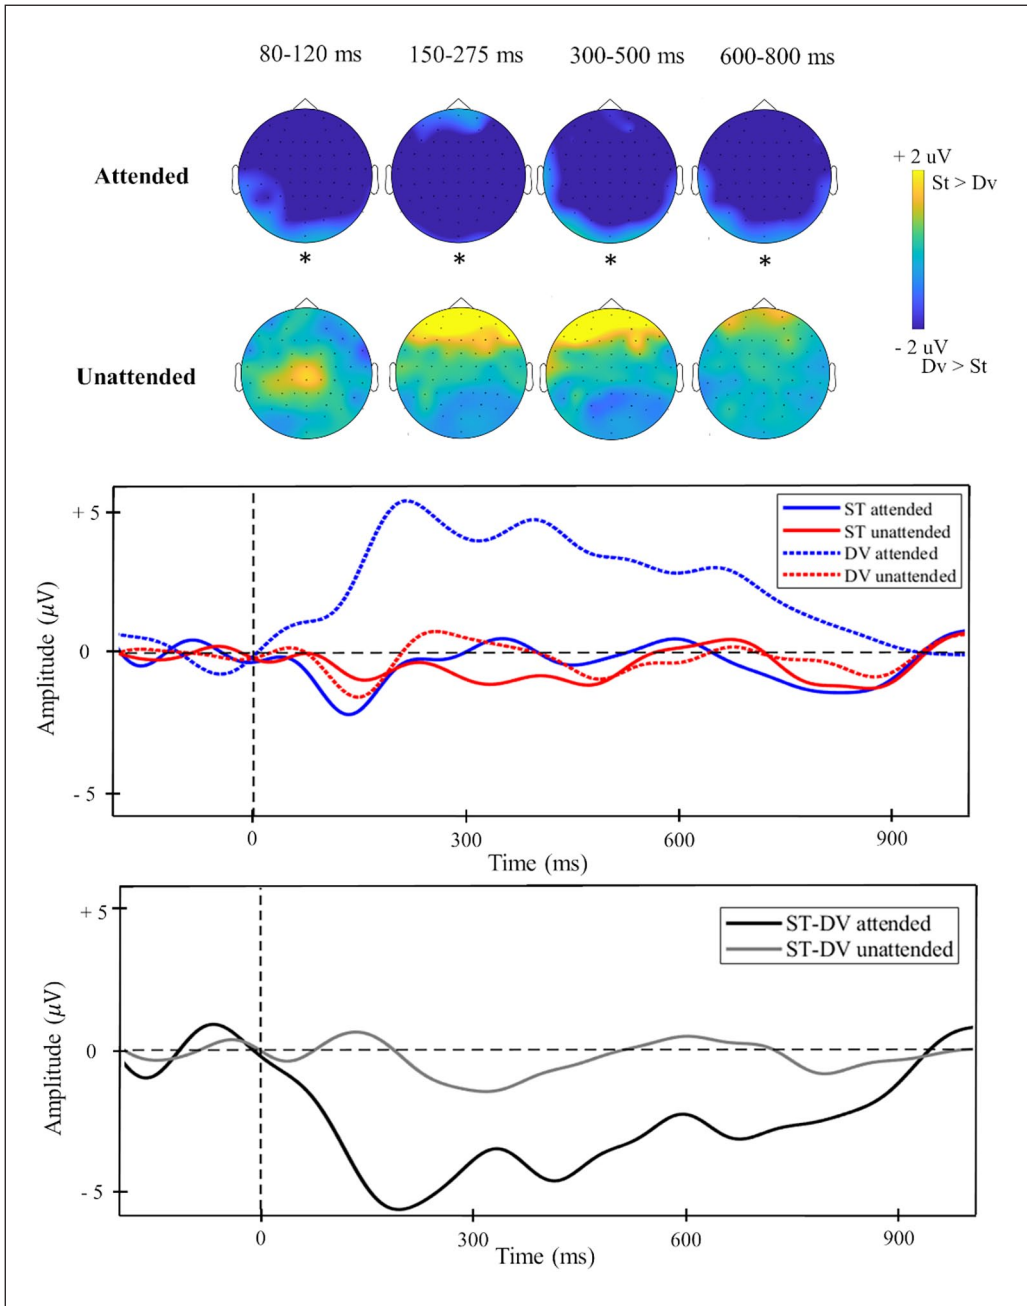 80-120 ms 150-275 ms 300-500 ms 600-800 ms
Attended
+ 2 uV
St > Dv
* * * *
Unattended
- 2 uV
Dv > St
+ 5
0
- 5
Amplitude (μV)
ST attended
ST unattended
DV attended
DV unattended
0 300 600 900
Time (ms)
+ 5
0
- 5
Amplitude (μV)
ST-DV attended
ST-DV unattended
0 300 600 900
Time (ms)